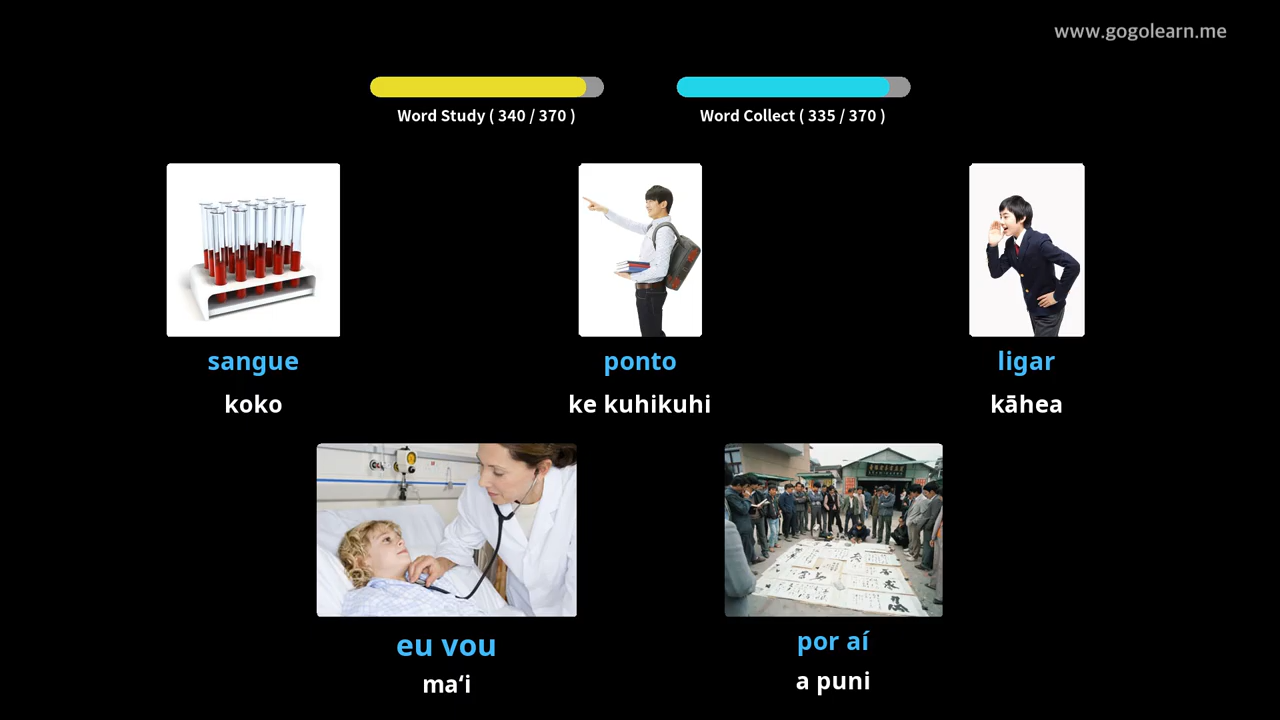 www.gogolearn.me
Word Study ( 340 / 370 )
Word Collect ( 335 / 370 )
sangue
koko
ponto
ke kuhikuhi
ligar
kāhea
eu vou
maʻi
por aí
a puni